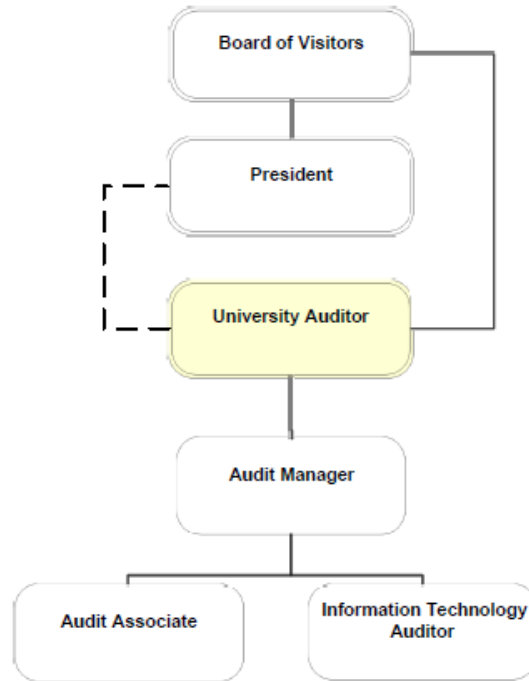 Board of Visitors
President
University Auditor
Audit Manager
Audit Associate
Information Technology
Auditor